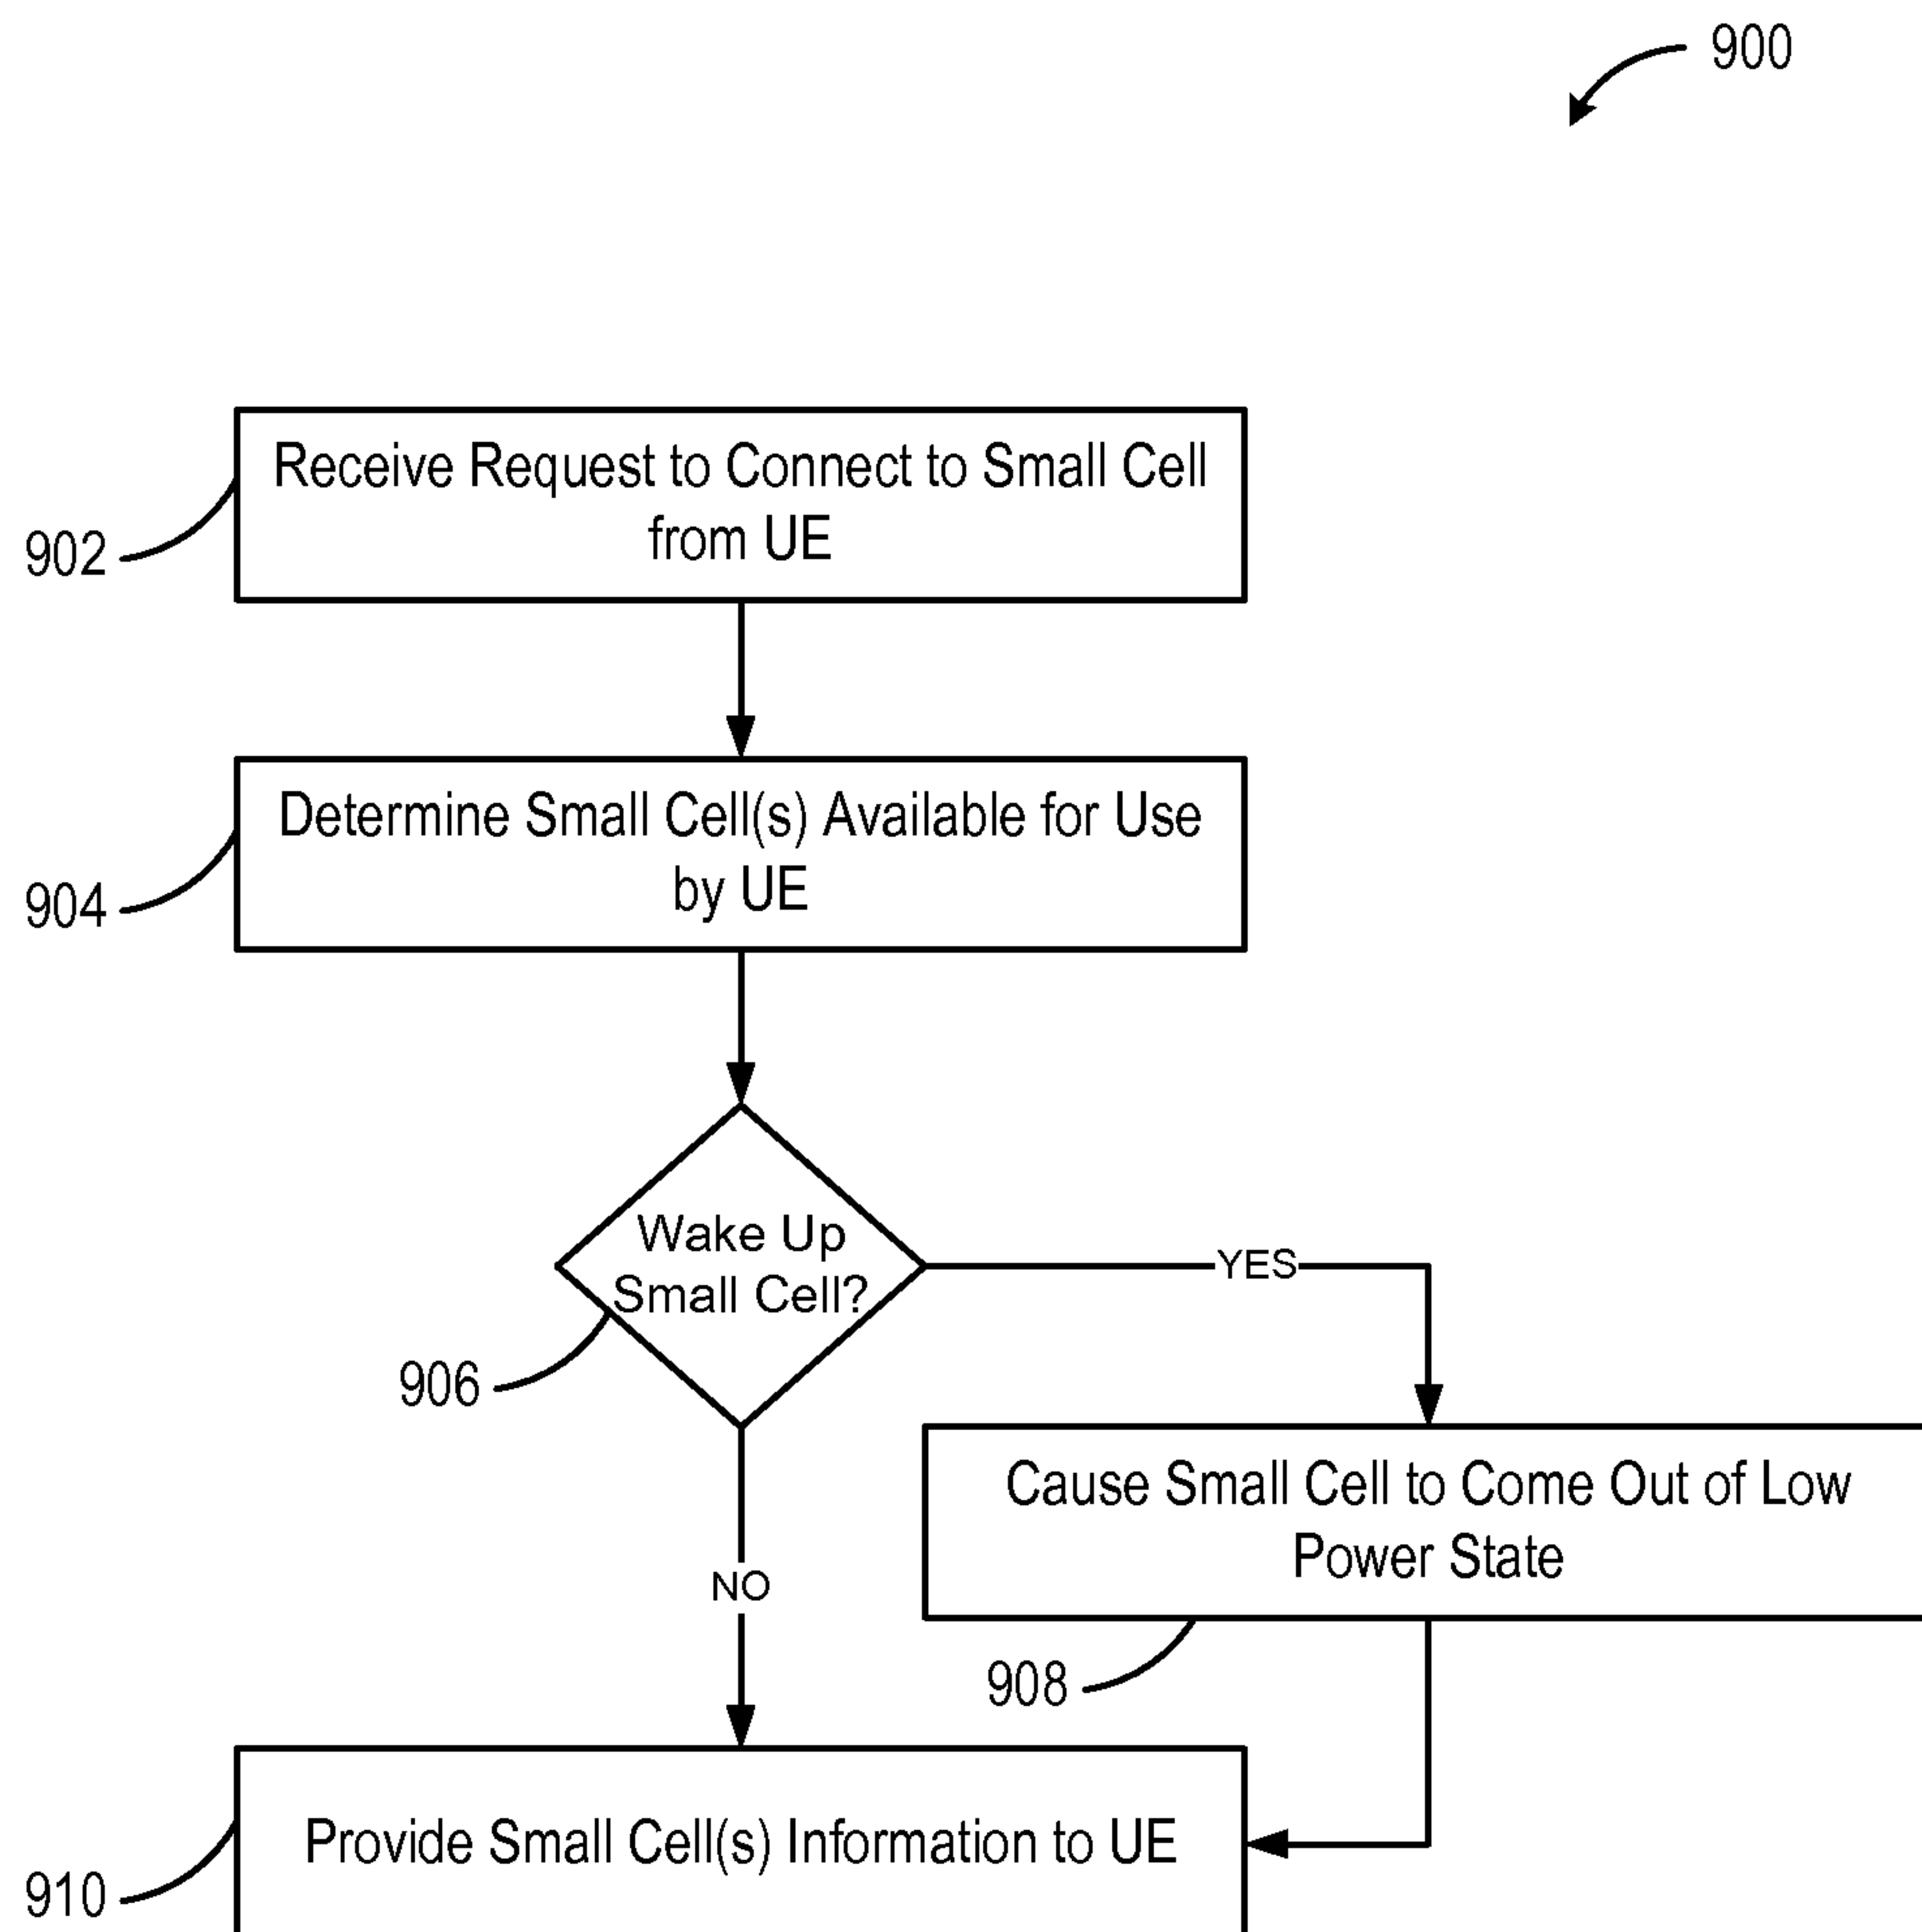 900
Receive Request to Connect to Small Cell
from UE
902
Determine Small Cell(s) Available for Use
by UE
904
Wake Up
Small Cell?
YES
906
Cause Small Cell to Come Out of Low
Power State
NO
908
Provide Small Cell(s) Information to UE
910